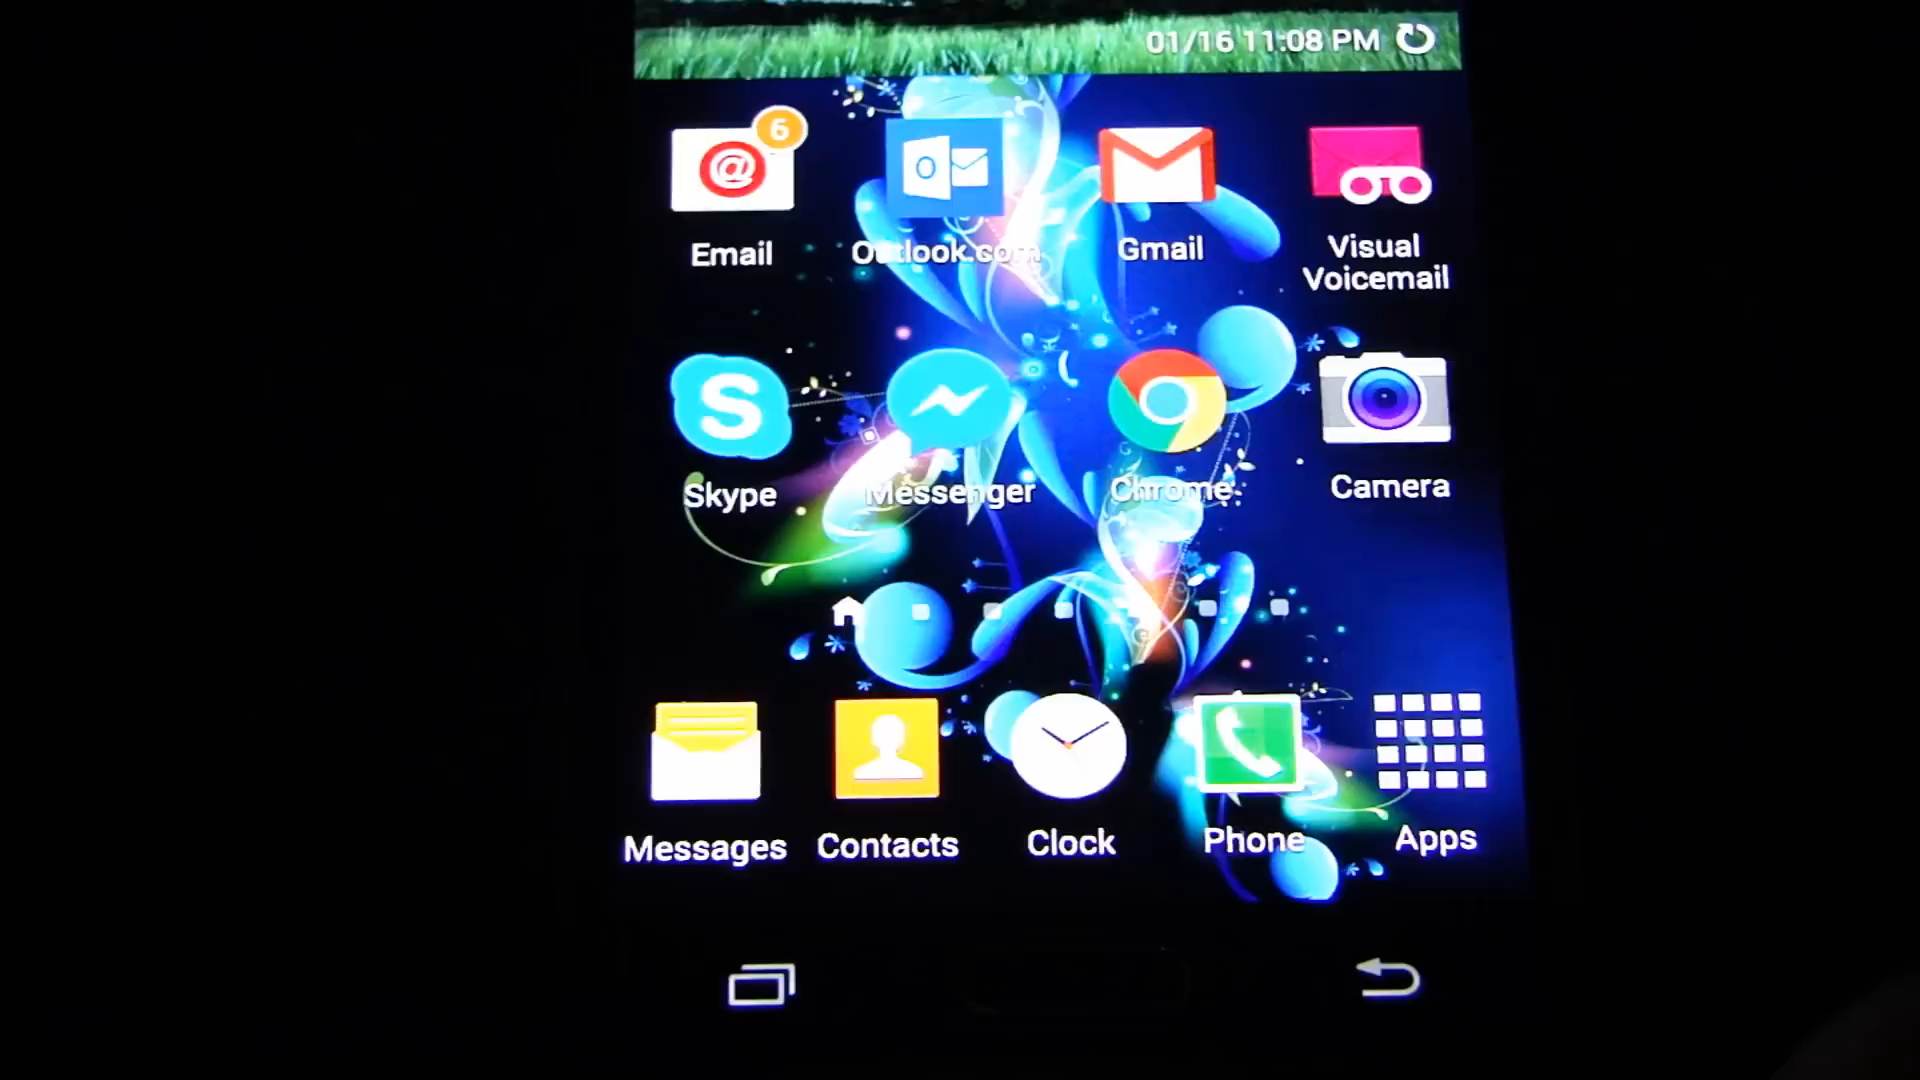 01/16 11:08 PM
6
@
Email
O
Outlook.com
Gmail
Visual
Voicemail
S
Skype
Messenger
Chrome
Camera
Messages
Contacts
Clock
Phone
Apps